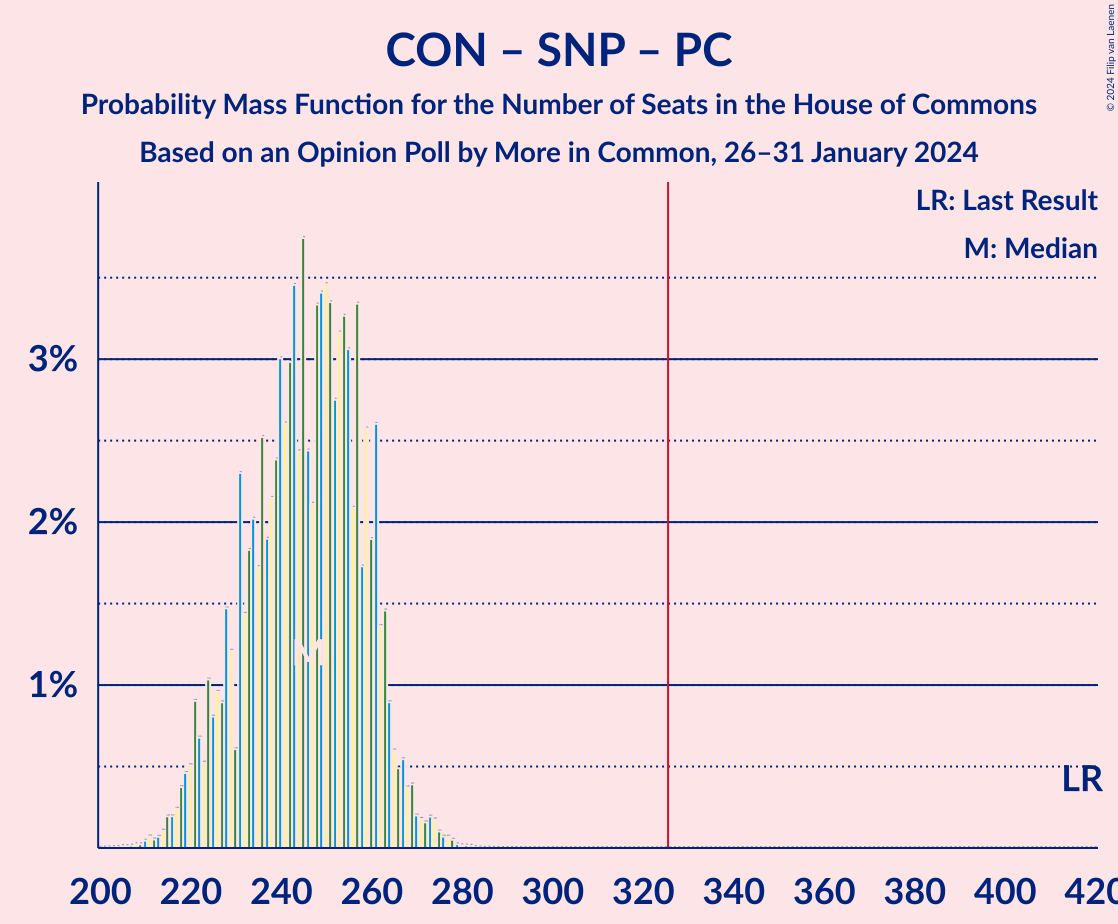 CON – SNP – PC
Probability Mass Function for the Number of Seats in the House of Commons
Based on an Opinion Poll by More in Common, 26–31 January 2024
© 2024 Filip van Laenen
LR: Last Result
M: Median
3%
2%
1%
M
LR
200 220 240 260 280 300 320 340 360 380 400 420